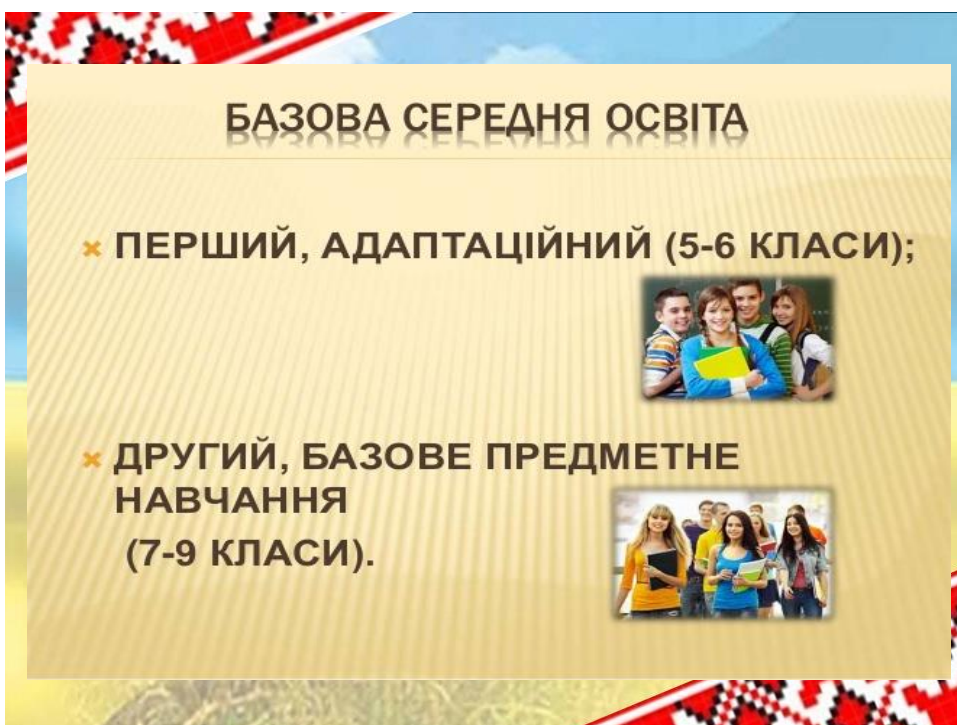 БАЗОВА СЕРЕДНЯ ОСВІТА
ПЕРШИЙ, АДАПТАЦІЙНИЙ (5-6 КЛАСИ);
ДРУГИЙ, БАЗОВЕ ПРЕДМЕТНЕ
НАВЧАННЯ
(7-9 КЛАСИ).